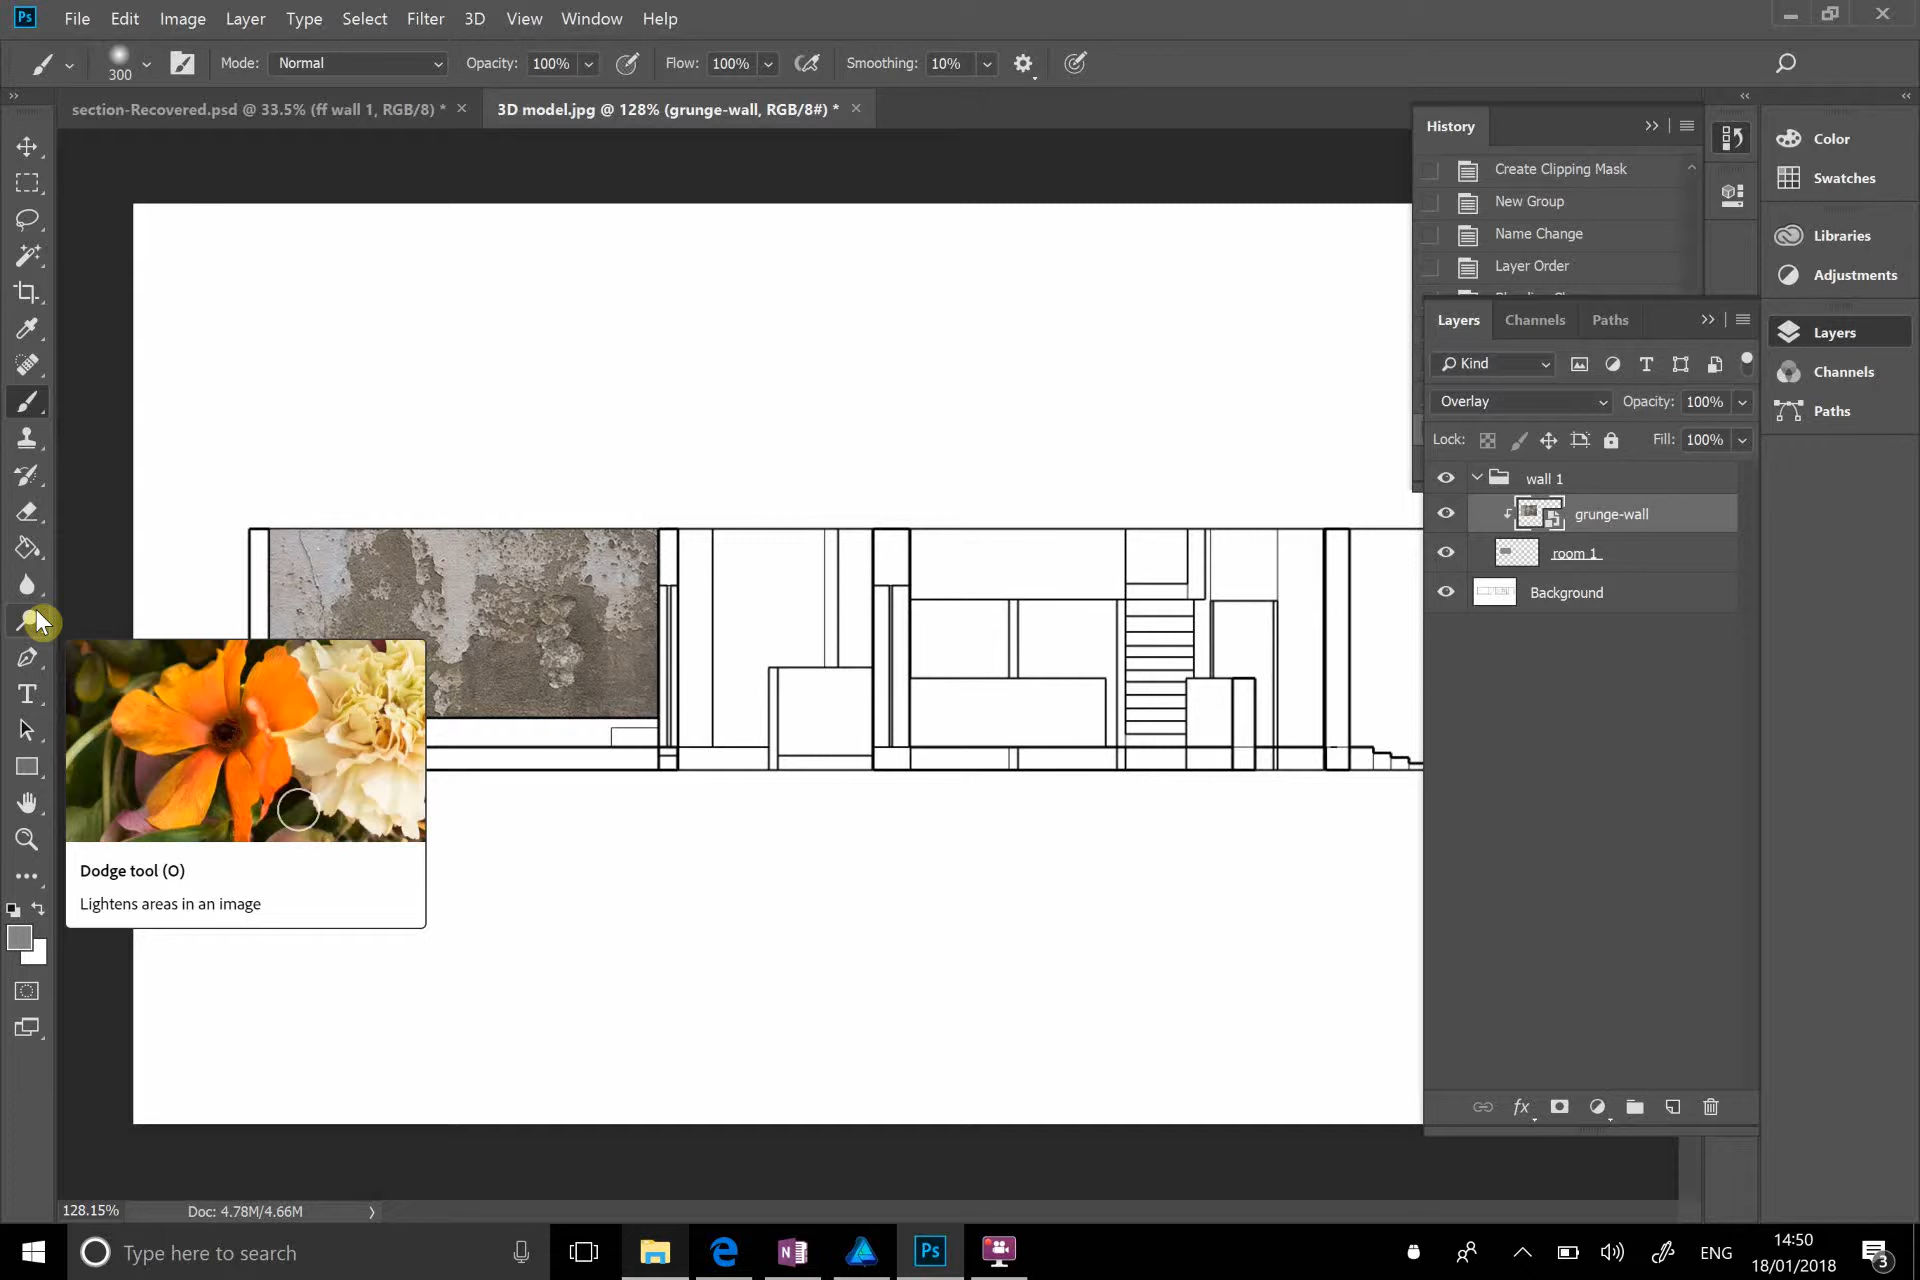 Ps File Edit Image Layer Type Select Filter 3D View Window Help
300 Mode: Normal Opacity: 100% Flow: 100% Smoothing: 10%
section-Recovered.psd @ 33.5% (ff wall 1, RGB/8) * 3D model.jpg @ 128% (grunge-wall, RGB/8#) *
History
Create Clipping Mask
New Group
Name Change
Layer Order
Color
Swatches
Libraries
Adjustments
Layers
Channels
Paths
Layers Channels Paths
Kind
Overlay Opacity: 100%
Lock: Fill: 100%
wall 1
grunge-wall
room 1
Background
fx
Dodge tool (O)
Lightens areas in an image
128.15% Doc: 4.78M/4.66M
Type here to search
N
Ps
ENG
14:50
18/01/2018
3